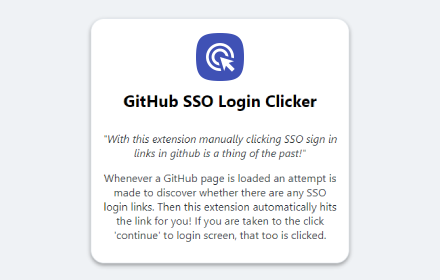 GitHub SSO Login Clicker
"With this extension manually clicking SSO sign in
links in github is a thing of the past!"
Whenever a GitHub page is loaded an attempt is
made to discover whether there are any SSO
login links. Then this extension automatically hits
the link for you! If you are taken to the click
'continue' to login screen, that too is clicked.